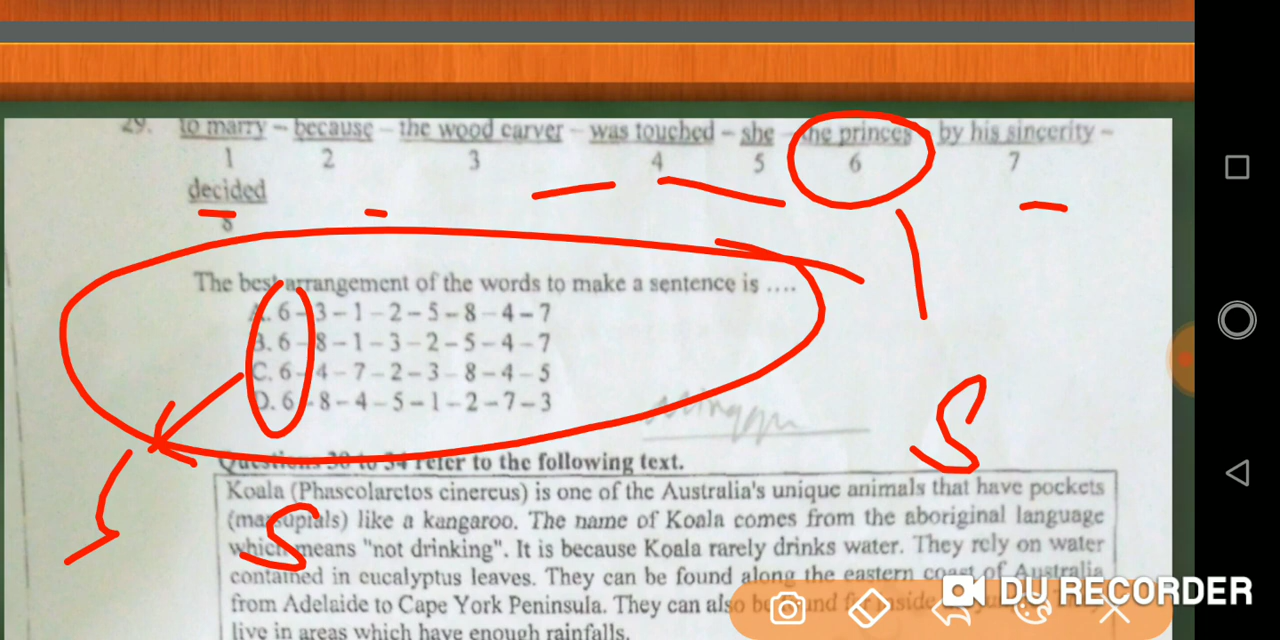 29. to marry – because – the wood carver – was touched – she – the princes by his sincerity –
1 2 3 4 5 6 7
decided
8
The best arrangement of the words to make a sentence is ....
A. 6 – 3 – 1 – 2 – 5 – 8 – 4 – 7
B. 6 – 8 – 1 – 3 – 2 – 5 – 4 – 7
C. 6 – 4 – 7 – 2 – 3 – 8 – 4 – 5
D. 6 – 8 – 4 – 5 – 1 – 2 – 7 – 3
S
Questions 30 to 34 refer to the following text.
Koala (Phascolarctos cinercus) is one of the Australia's unique animals that have pockets
(marsupials) like a kangaroo. The name of Koala comes from the aboriginal language
which means "not drinking". It is because Koala rarely drinks water. They rely on water
S
contained in eucalyptus leaves. They can be found along the eastern coast of Australia
from Adelaide to Cape York Peninsula. They can also be found far inside
live in areas which have enough rainfalls.
DU RECORDER